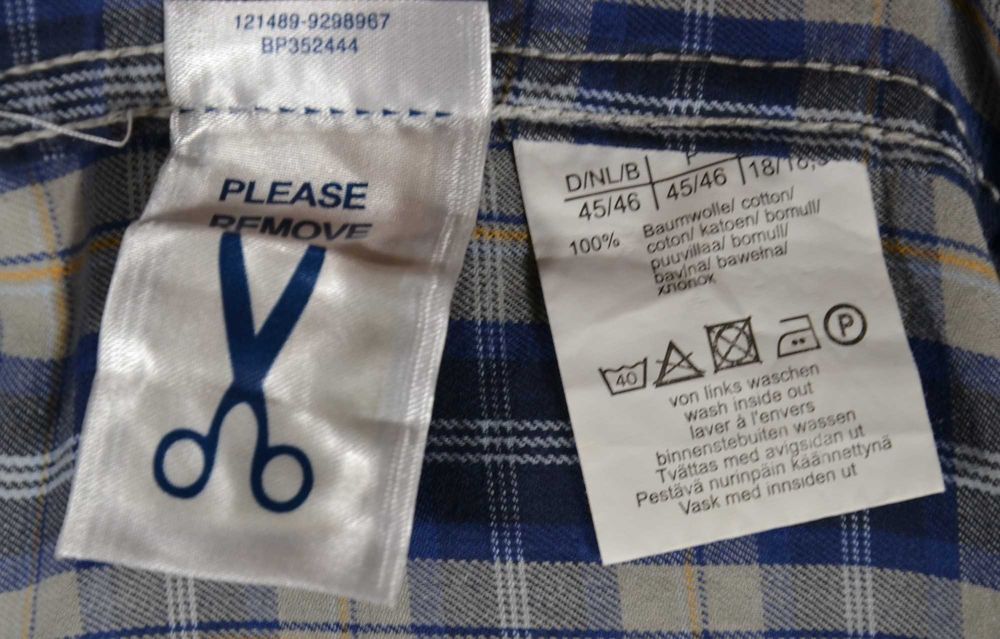 121489-9298967
BP352444
PLEASE
REMOVE
D/NL/B
45/46
45/46
100% Baumwolle/ cotton/
coton/ katoen/ bomull/
puuvillaa/ bomull/
bavlna/ bawełna/
хлопок
40
P
von links waschen
wash inside out
laver à l'envers
binnenstebuiten wassen
Tvättas med avigsidan ut
Pestävä nurinpäin käännettynä
Vask med innsiden ut